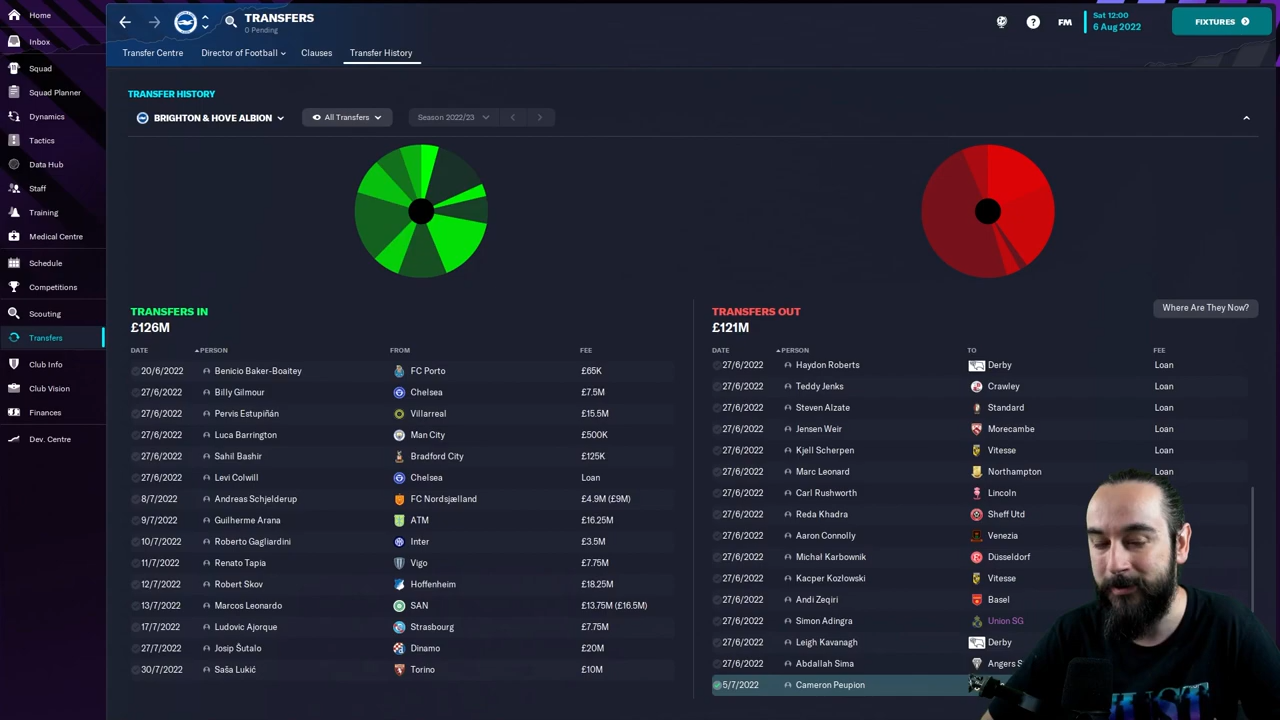 Home
Inbox
Squad
Squad Planner
Dynamics
Tactics
Data Hub
Staff
Training
Medical Centre
Schedule
Competitions
Scouting
Transfers
Club Info
Club Vision
Finances
Dev. Centre
TRANSFERS
0 Pending
FM
Sat 12:00
6 Aug 2022
FIXTURES
Transfer Centre Director of Football Clauses Transfer History
TRANSFER HISTORY
BRIGHTON & HOVE ALBION All Transfers Season 2022/23
TRANSFERS IN
£126M
DATE PERSON FROM FEE
20/6/2022 Benicio Baker-Boaitey FC Porto £65K
27/6/2022 Billy Gilmour Chelsea £7.5M
27/6/2022 Pervis Estupiñán Villarreal £15.5M
27/6/2022 Luca Barrington Man City £500K
27/6/2022 Sahil Bashir Bradford City £125K
27/6/2022 Levi Colwill Chelsea Loan
8/7/2022 Andreas Schjelderup FC Nordsjælland £4.9M (£9M)
9/7/2022 Guilherme Arana ATM £16.25M
10/7/2022 Roberto Gagliardini Inter £3.5M
11/7/2022 Renato Tapia Vigo £7.75M
12/7/2022 Robert Skov Hoffenheim £18.25M
13/7/2022 Marcos Leonardo SAN £13.75M (£16.5M)
17/7/2022 Ludovic Ajorque Strasbourg £7.75M
27/7/2022 Josip Šutalo Dinamo £20M
30/7/2022 Saša Lukić Torino £10M
TRANSFERS OUT
£121M
Where Are They Now?
DATE PERSON TO FEE
27/6/2022 Haydon Roberts Derby Loan
27/6/2022 Teddy Jenks Crawley Loan
27/6/2022 Steven Alzate Standard Loan
27/6/2022 Jensen Weir Morecambe Loan
27/6/2022 Kjell Scherpen Vitesse Loan
27/6/2022 Marc Leonard Northampton Loan
27/6/2022 Carl Rushworth Lincoln
27/6/2022 Reda Khadra Sheff Utd
27/6/2022 Aaron Connolly Venezia
27/6/2022 Michał Karbownik Düsseldorf
27/6/2022 Kacper Kozłowski Vitesse
27/6/2022 Andi Zeqiri Basel
27/6/2022 Simon Adingra Union SG
27/6/2022 Leigh Kavanagh Derby
27/6/2022 Abdallah Sima Angers S
5/7/2022 Cameron Peupion